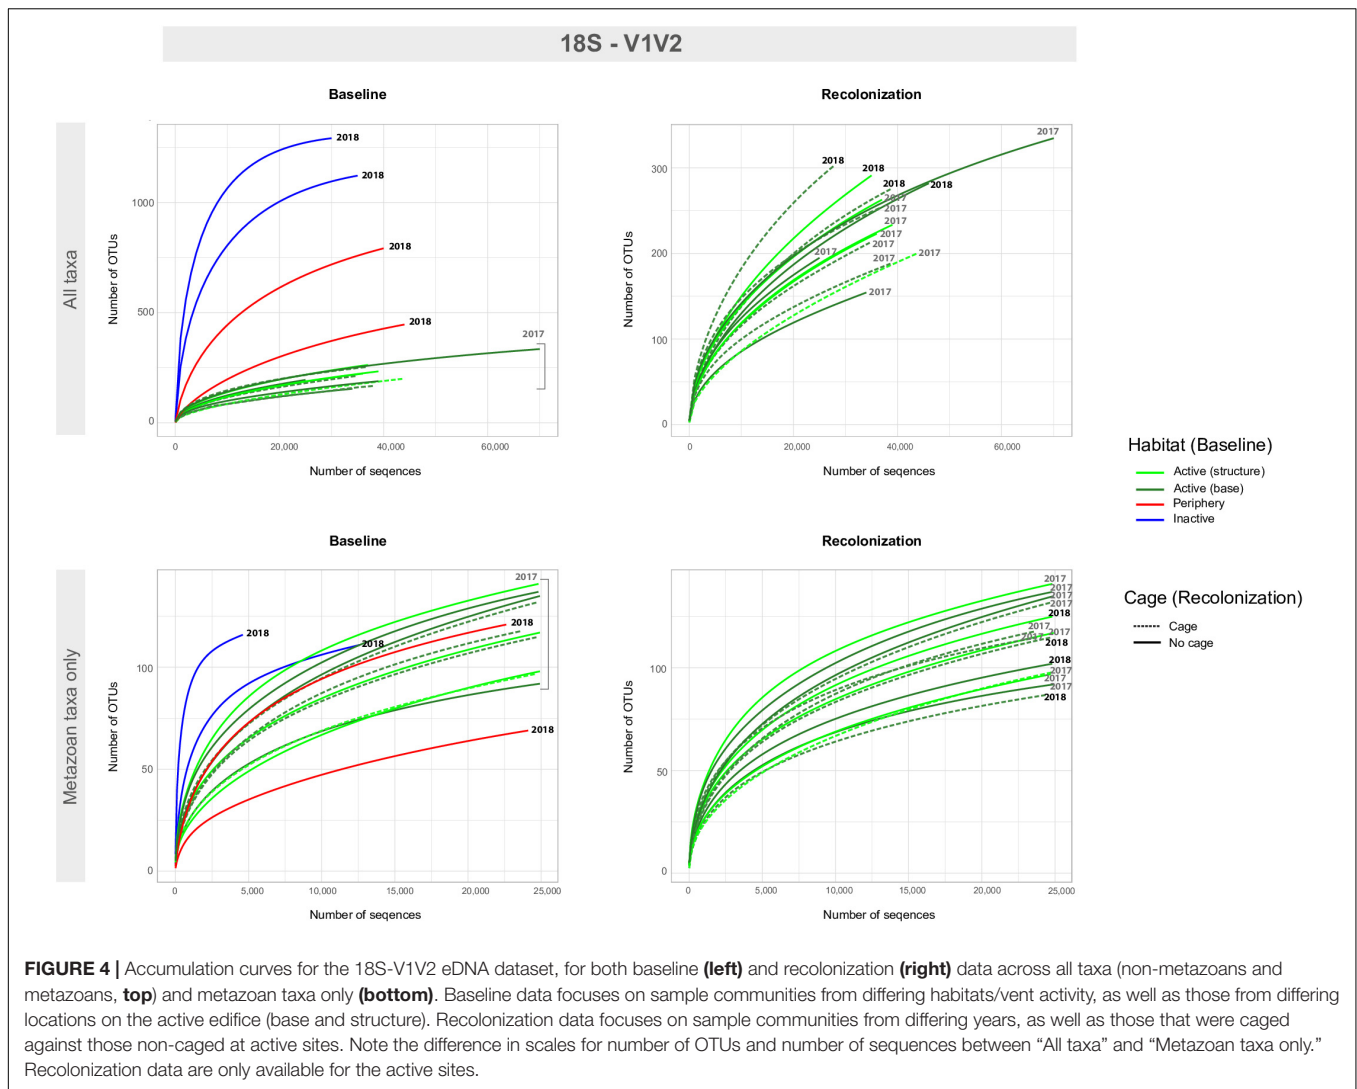 18S - V1V2
Baseline
Recolonization
All taxa
Number of OTUs
1000
500
0
2018
2018
2018
2018
2017
0
20,000
40,000
60,000
Number of seqences
Number of OTUs
300
200
100
0
2017
2018
2018
2018
2018
2017
2017
2017
2017
2017
2017
2017
2017
2017
0
20,000
40,000
60,000
Number of seqences
Habitat (Baseline)
Active (structure)
Active (base)
Periphery
Inactive
Cage (Recolonization)
Cage
No cage
Baseline
Recolonization
Metazoan taxa only
Number of OTUs
100
50
0
2017
2018
2018
2018
2018
0
5,000
10,000
15,000
20,000
25,000
Number of seqences
Number of OTUs
100
50
0
2017
2017
2017
2017
2018
2017
2017
2017
2018
2018
2017
2017
2017
2018
0
5,000
10,000
15,000
20,000
25,000
Number of seqences
FIGURE 4 | Accumulation curves for the 18S-V1V2 eDNA dataset, for both baseline (left) and recolonization (right) data across all taxa (non-metazoans and
metazoans, top) and metazoan taxa only (bottom). Baseline data focuses on sample communities from differing habitats/vent activity, as well as those from differing
locations on the active edifice (base and structure). Recolonization data focuses on sample communities from differing years, as well as those that were caged
against those non-caged at active sites. Note the difference in scales for number of OTUs and number of sequences between “All taxa” and “Metazoan taxa only.”
Recolonization data are only available for the active sites.